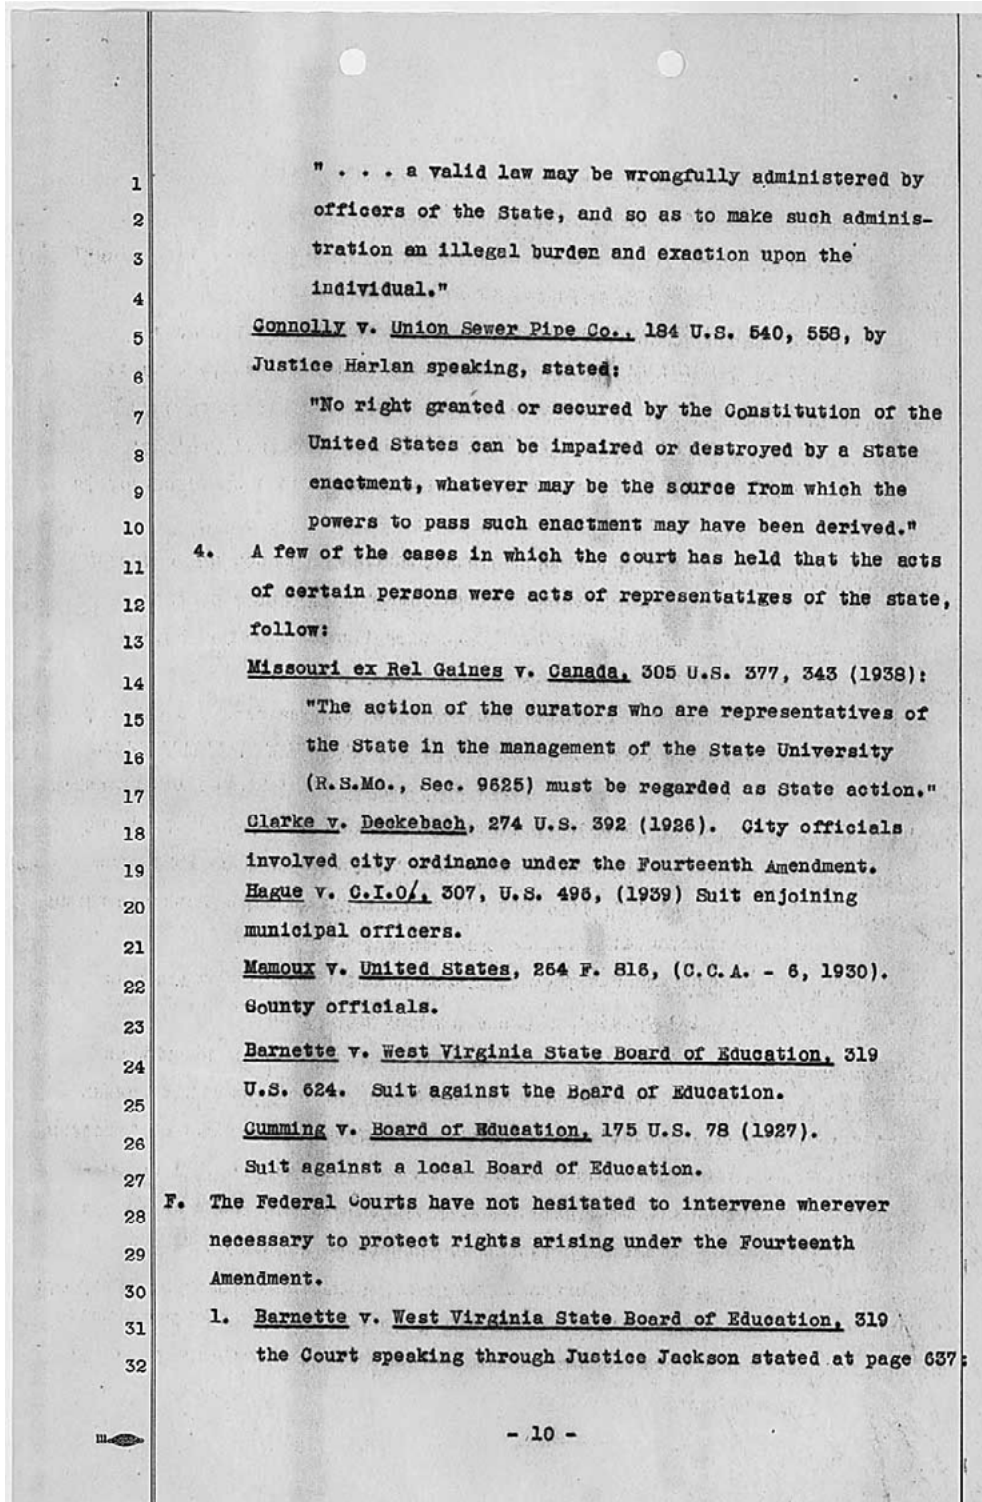 1 " . . . a valid law may be wrongfully administered by
2 officers of the State, and so as to make such adminis-
3 tration an illegal burden and exaction upon the
4 individual."
5 Connolly v. Union Sewer Pipe Co., 184 U.S. 540, 558, by
6 Justice Harlan speaking, stated:
7 "No right granted or secured by the Constitution of the
8 United States can be impaired or destroyed by a State
9 enactment, whatever may be the source from which the
10 powers to pass such enactment may have been derived."
11 4. A few of the cases in which the court has held that the acts
12 of certain persons were acts of representatiges of the state,
13 follow:
14 Missouri ex Rel Gaines v. Canada, 305 U.S. 377, 343 (1938):
15 "The action of the curators who are representatives of
16 the State in the management of the State University
17 (R.S.Mo., Sec. 9625) must be regarded as State action."
18 Clarke v. Deckebach, 274 U.S. 392 (1926). City officials
19 involved city ordinance under the Fourteenth Amendment.
20 Hague v. C.I.O/, 307, U.S. 496, (1939) Suit enjoining
21 municipal officers.
22 Mamoux v. United States, 264 F. 816, (C.C.A. - 6, 1930).
23 County officials.
24 Barnette v. West Virginia State Board of Education, 319
25 U.S. 624. Suit against the Board of Education.
26 Cumming v. Board of Education, 175 U.S. 78 (1927).
27 Suit against a local Board of Education.
28 F. The Federal Courts have not hesitated to intervene wherever
29 necessary to protect rights arising under the Fourteenth
30 Amendment.
31 1. Barnette v. West Virginia State Board of Education, 319
32 the Court speaking through Justice Jackson stated at page 637:
- 10 -